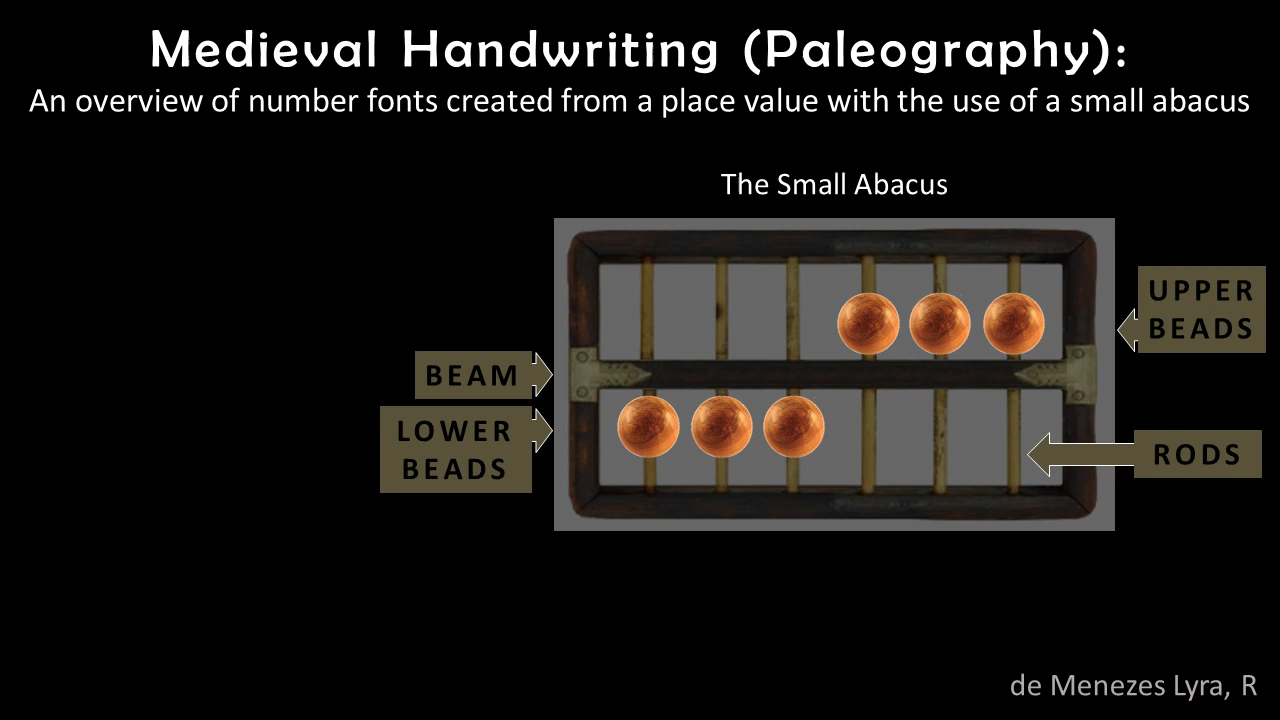 Medieval Handwriting (Paleography):
An overview of number fonts created from a place value with the use of a small abacus
The Small Abacus
UPPER
BEADS
BEAM
LOWER
BEADS
RODS
de Menezes Lyra, R